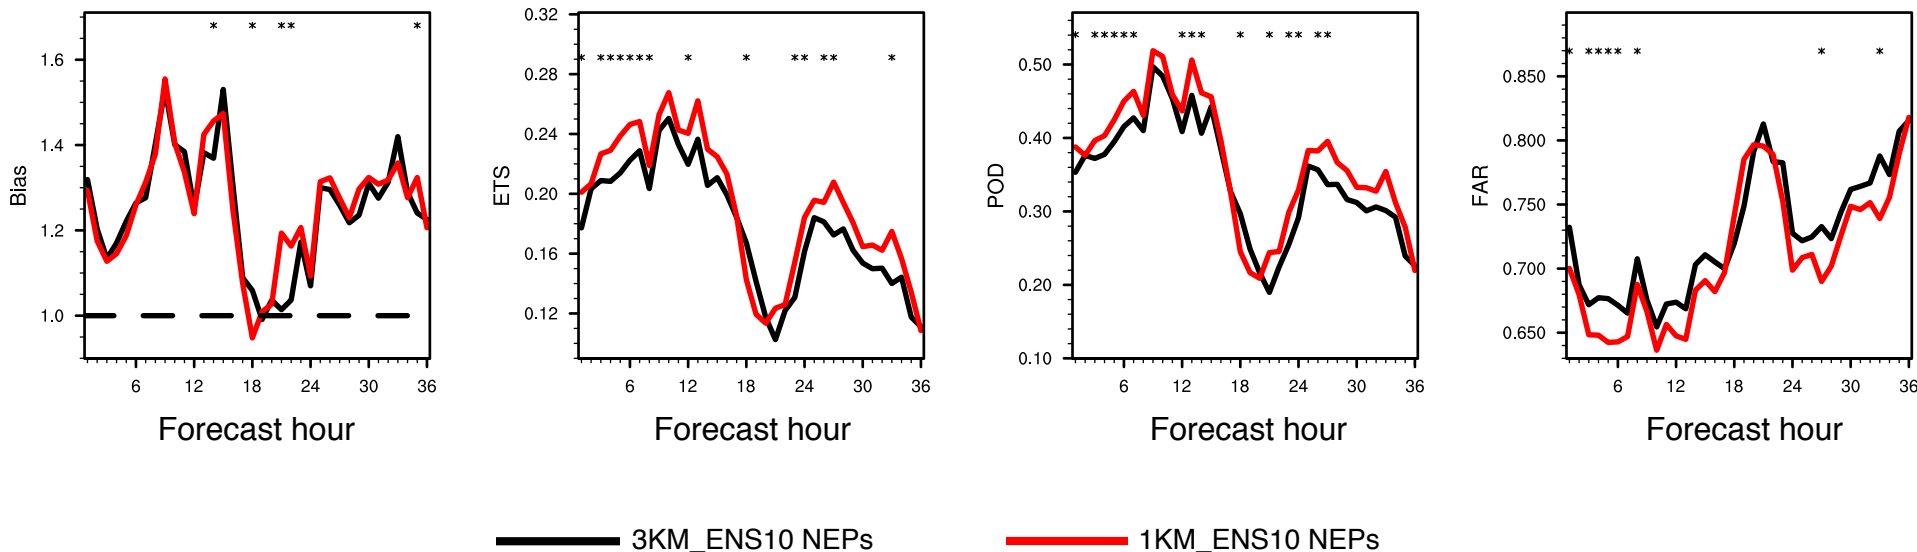 * * ** *
1.6
1.4
1.2
1.0
Bias
6 12 18 24 30 36
Forecast hour
* ****** * * ** ** *
0.32
0.28
0.24
0.20
0.16
0.12
ETS
6 12 18 24 30 36
Forecast hour
* ***** *** * * ** **
0.50
0.40
0.30
0.20
0.10
POD
6 12 18 24 30 36
Forecast hour
* **** * * *
0.850
0.800
0.750
0.700
0.650
FAR
6 12 18 24 30 36
Forecast hour
3KM_ENS10 NEPs
1KM_ENS10 NEPs